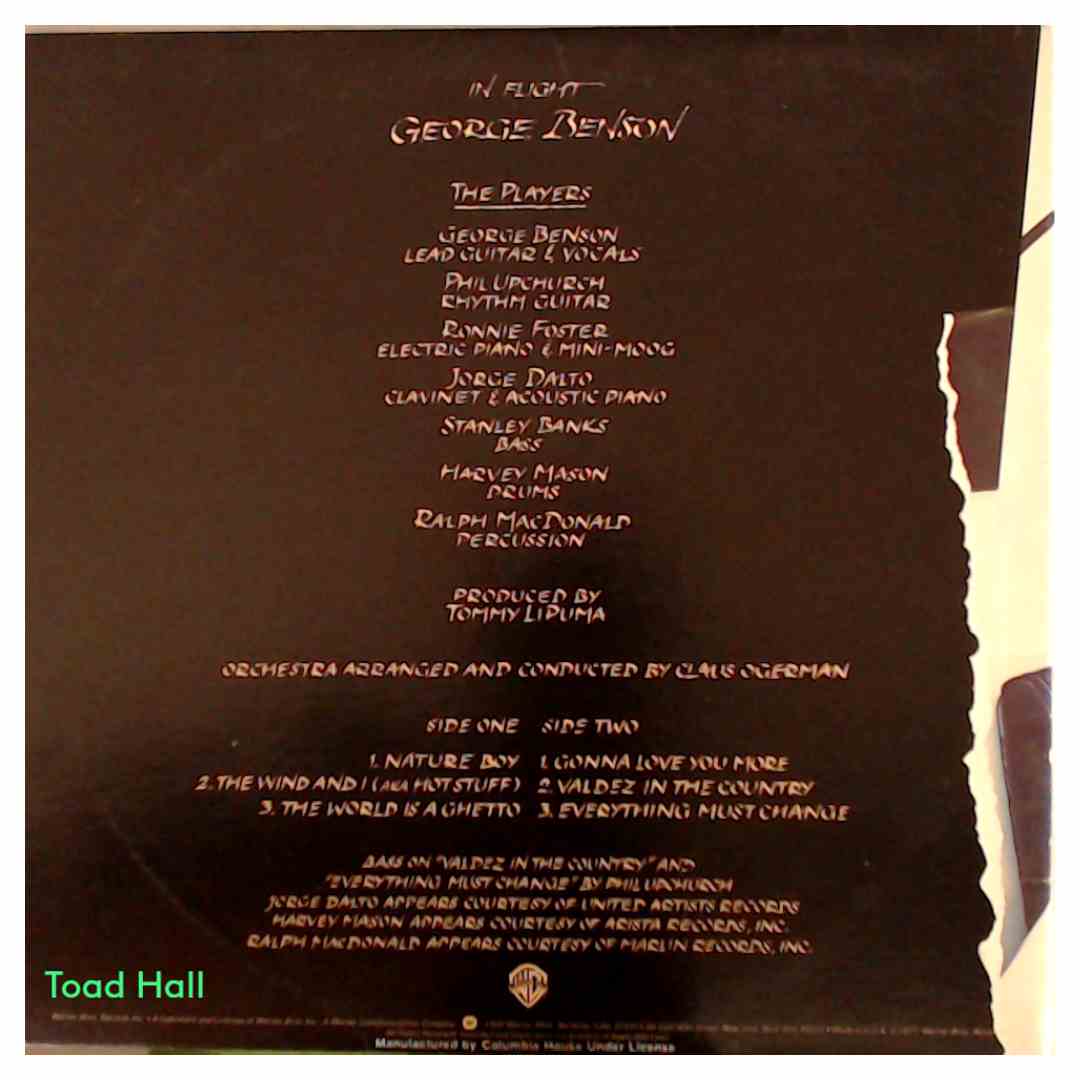 IN FLIGHT
GEORGE BENSON
THE PLAYERS
GEORGE BENSON
LEAD GUITAR & VOCALS
PHIL UPCHURCH
RHYTHM GUITAR
RONNIE FOSTER
ELECTRIC PIANO & MINI-MOOG
JORGE DALTO
CLAVINET & ACOUSTIC PIANO
STANLEY BANKS
BASS
HARVEY MASON
DRUMS
RALPH MACDONALD
PERCUSSION
PRODUCED BY
TOMMY LIPUMA
ORCHESTRA ARRANGED AND CONDUCTED BY CLAUS OGERMAN
SIDE ONE SIDE TWO
1. NATURE BOY 1. GONNA LOVE YOU MORE
2. THE WIND AND I (AKA HOT STUFF) 2. VALDEZ IN THE COUNTRY
3. THE WORLD IS A GHETTO 3. EVERYTHING MUST CHANGE
BASS ON "VALDEZ IN THE COUNTRY" AND
"EVERYTHING MUST CHANGE" BY PHIL UPCHURCH
JORGE DALTO APPEARS COURTESY OF UNITED ARTISTS RECORDS
HARVEY MASON APPEARS COURTESY OF ARISTA RECORDS, INC.
RALPH MACDONALD APPEARS COURTESY OF MARLIN RECORDS, INC.
Toad Hall
Manufactured by Columbia House Under License